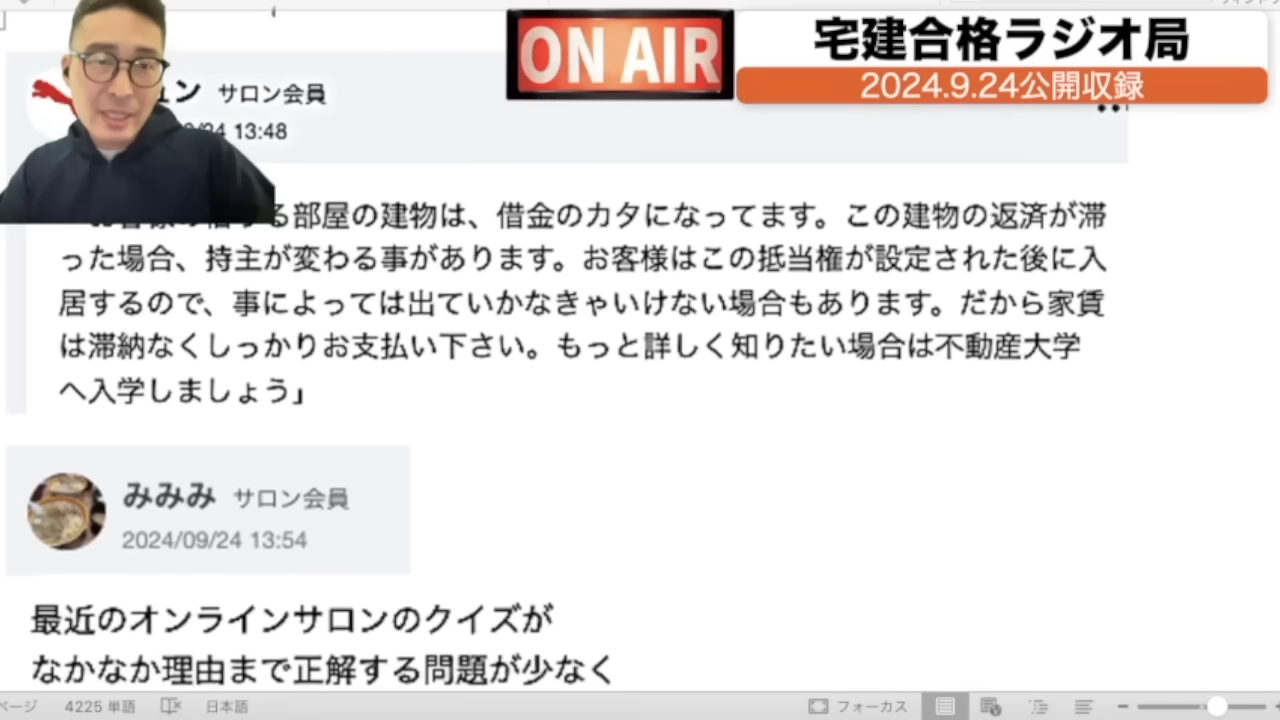 ON AIR
宅建合格ラジオ局
2024.9.24公開収録
ュン サロン会員
/24 13:48
る部屋の建物は、借金のカタになってます。この建物の返済が滞
った場合、持主が変わる事があります。お客様はこの抵当権が設定された後に入
居するので、事によっては出ていかなきゃいけない場合もあります。だから家賃
は滞納なくしっかりお支払い下さい。もっと詳しく知りたい場合は不動産大学
へ入学しましょう」
みみみ サロン会員
2024/09/24 13:54
最近のオンラインサロンのクイズが
なかなか理由まで正解する問題が少なく
ページ 4225 単語 日本語 フォーカス